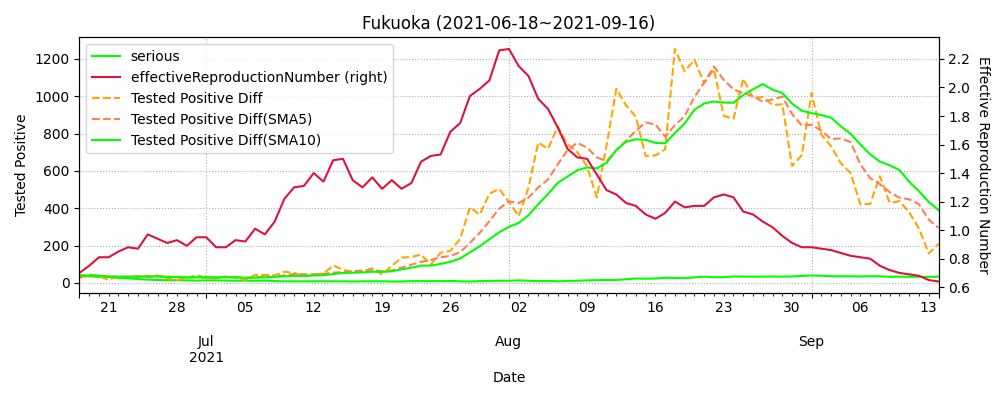 Fukuoka (2021-06-18~2021-09-16)
serious
effectiveReproductionNumber (right)
Tested Positive Diff
Tested Positive Diff(SMA5)
Tested Positive Diff(SMA10)
Tested Positive
1200
1000
800
600
400
200
0
Effective Reproduction Number
2.2
2.0
1.8
1.6
1.4
1.2
1.0
0.8
0.6
21 28 05 12 19 26 02 09 16 23 30 06 13
Jul Aug Sep
2021
Date